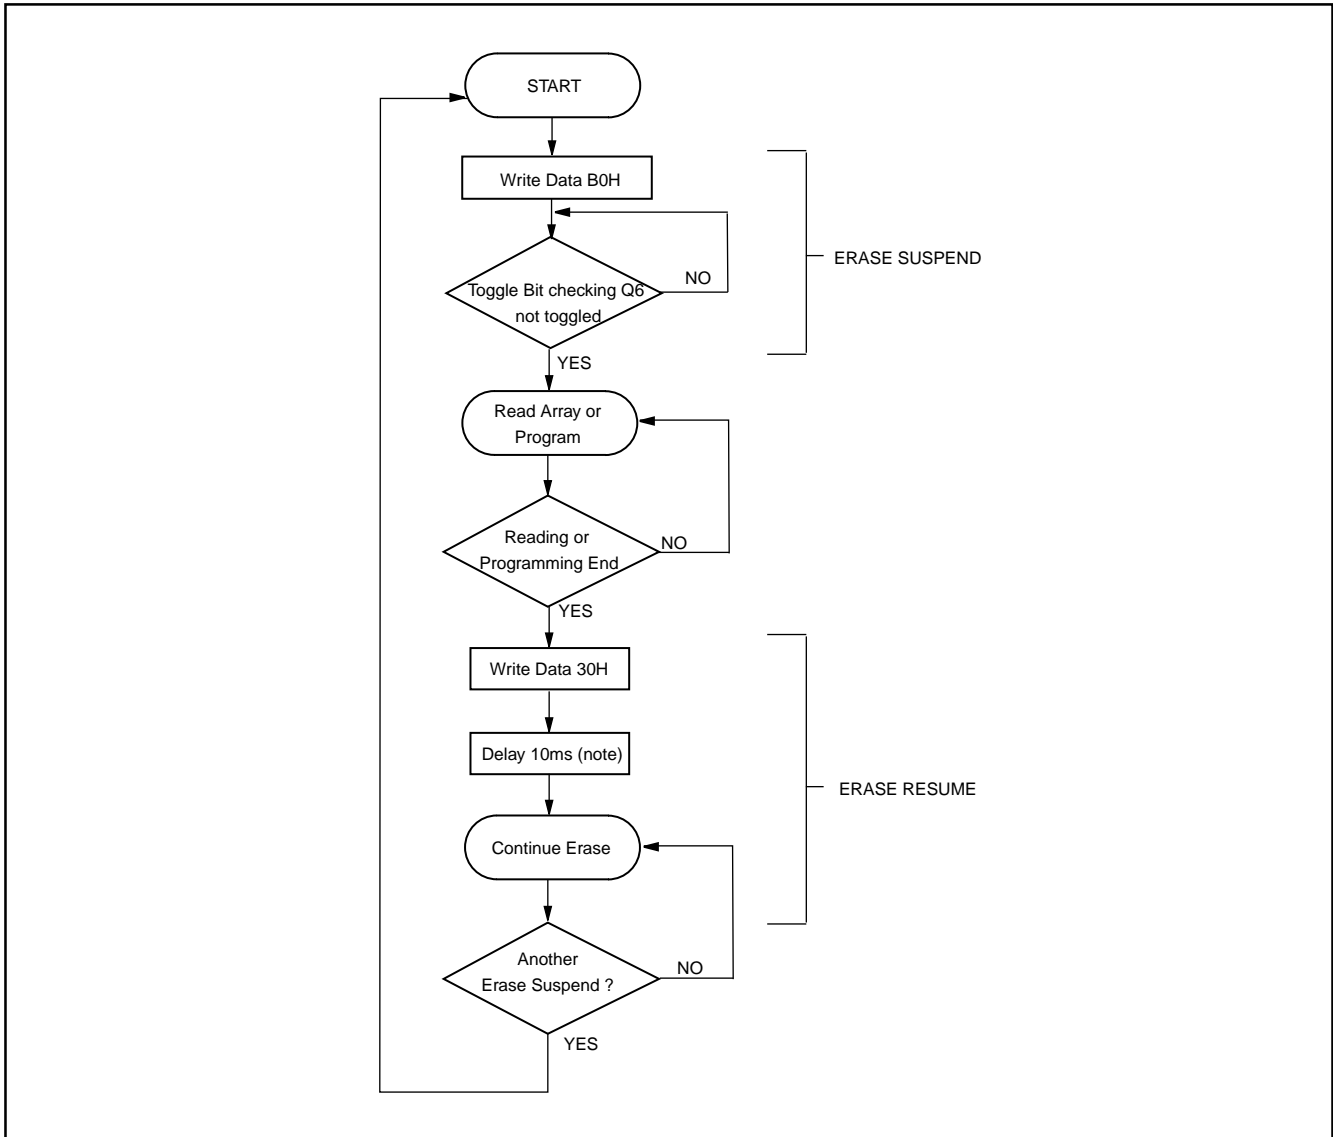 START
Write Data B0H
ERASE SUSPEND
NO
Toggle Bit checking Q6
not toggled
YES
Read Array or
Program
Reading or
NO
Programming End
YES
Write Data 30H
Delay 10ms (note)
ERASE RESUME
Continue Erase
Another
NO
Erase Suspend ?
YES